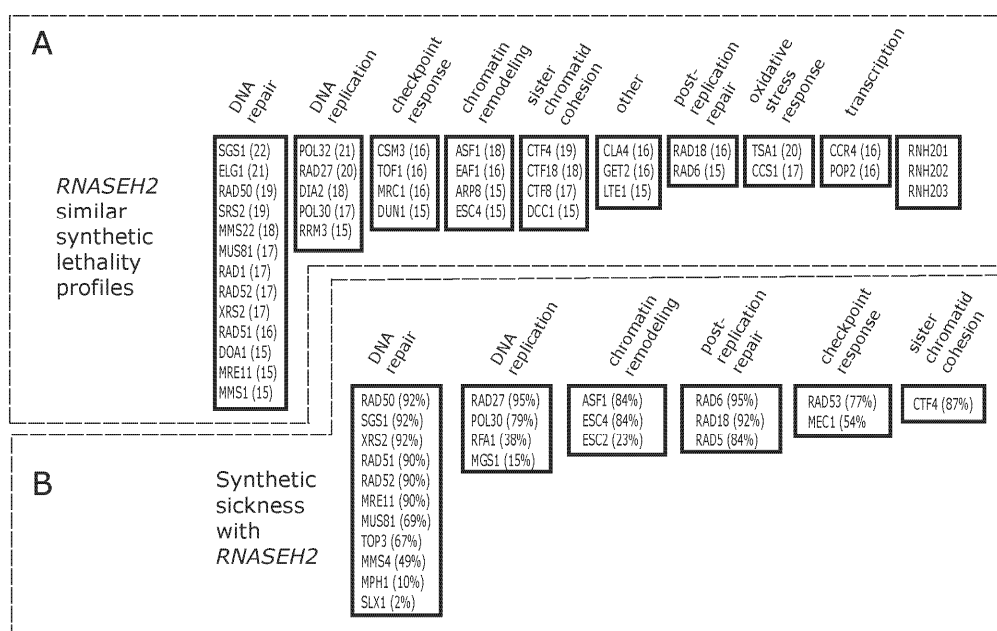 A
RNASEH2
similar
synthetic
lethality
profiles
DNA
repair
SGS1 (22)
ELG1 (21)
RAD50 (19)
SRS2 (19)
MMS22 (18)
MUS81 (17)
RAD1 (17)
RAD52 (17)
XRS2 (17)
RAD51 (16)
DOA1 (15)
MRE11 (15)
MMS1 (15)
DNA
replication
POL32 (21)
RAD27 (20)
DIA2 (18)
POL30 (17)
RRM3 (15)
checkpoint
response
CSM3 (16)
TOF1 (16)
MRC1 (16)
DUN1 (15)
chromatin
remodeling
ASF1 (18)
EAF1 (16)
ARP8 (15)
ESC4 (15)
sister
chromatid
cohesion
CTF4 (19)
CTF18 (18)
CTF8 (17)
DCC1 (15)
other
CLA4 (16)
GET2 (16)
LTE1 (15)
post-
replication
repair
RAD18 (16)
RAD6 (15)
oxidative
stress
response
TSA1 (20)
CCS1 (17)
transcription
CCR4 (16)
POP2 (16)
RNH201
RNH202
RNH203
B
Synthetic
sickness
with
RNASEH2
DNA
repair
RAD50 (92%)
SGS1 (92%)
XRS2 (92%)
RAD51 (90%)
RAD52 (90%)
MRE11 (90%)
MUS81 (69%)
TOP3 (67%)
MMS4 (49%)
MPH1 (10%)
SLX1 (2%)
DNA
replication
RAD27 (95%)
POL30 (79%)
RFA1 (38%)
MGS1 (15%)
chromatin
remodeling
ASF1 (84%)
ESC4 (84%)
ESC2 (23%)
post-
replication
repair
RAD6 (95%)
RAD18 (92%)
RAD5 (84%)
checkpoint
response
RAD53 (77%)
MEC1 (54%
sister
chromatid
cohesion
CTF4 (87%)